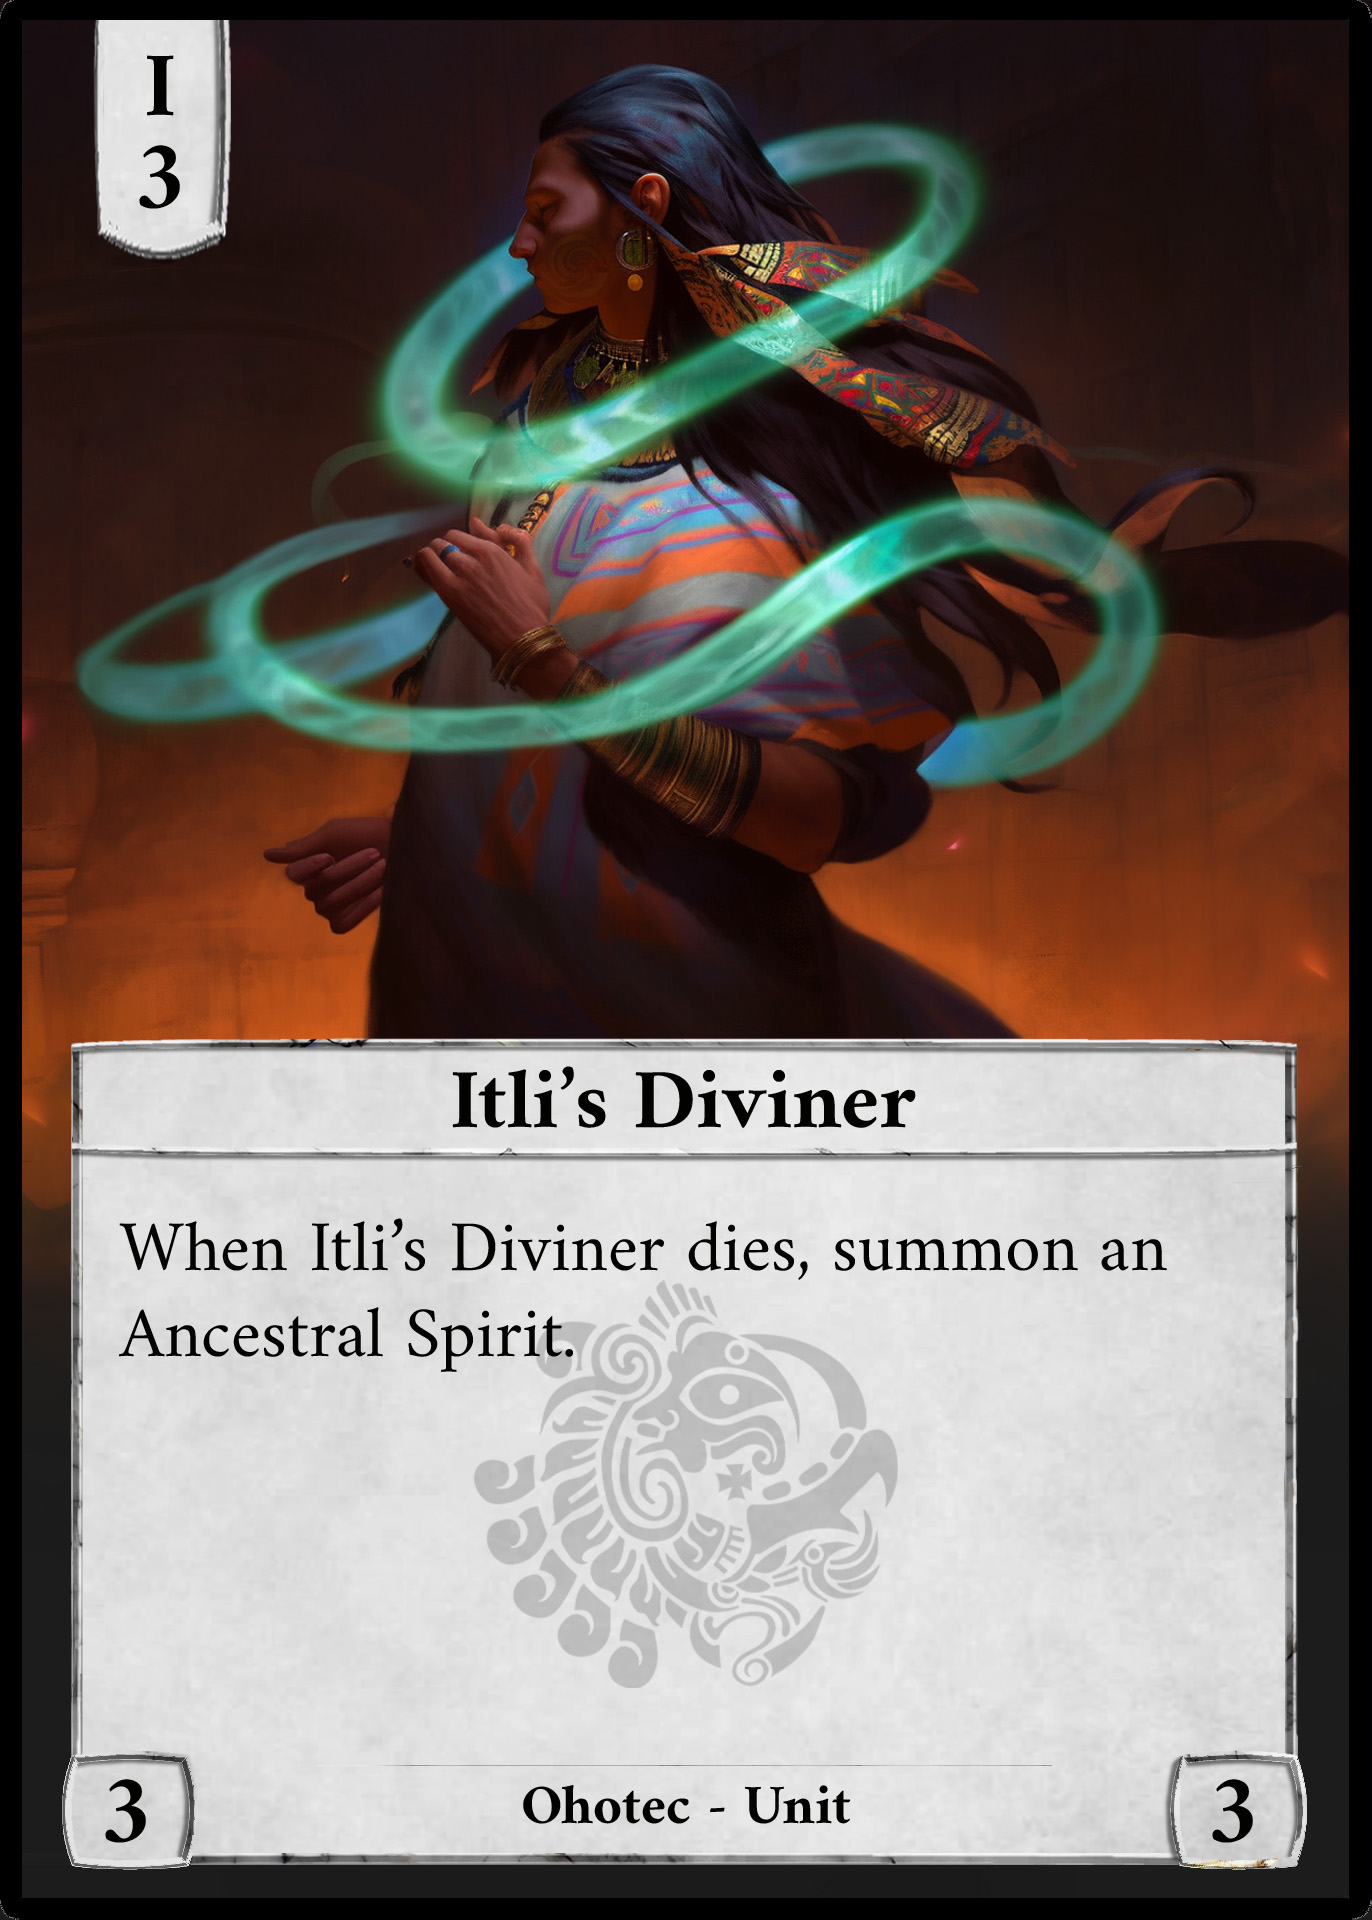 I
3
Itli’s Diviner
When Itli’s Diviner dies, summon an
Ancestral Spirit.
3
Ohotec - Unit
3